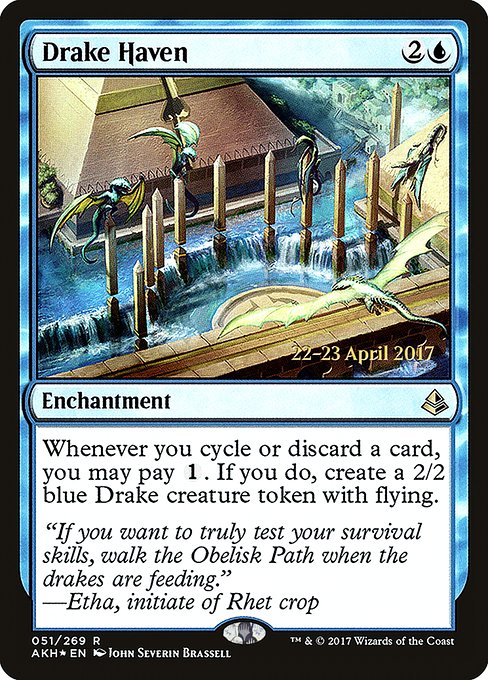 Drake Haven 2
22–23 April 2017
Enchantment
Whenever you cycle or discard a card,
you may pay 1. If you do, create a 2/2
blue Drake creature token with flying.
“If you want to truly test your survival
skills, walk the Obelisk Path when the
drakes are feeding.”
—Etha, initiate of Rhet crop
051/269 R
™ & © 2017 Wizards of the Coast
AKH★EN John Severin Brassell